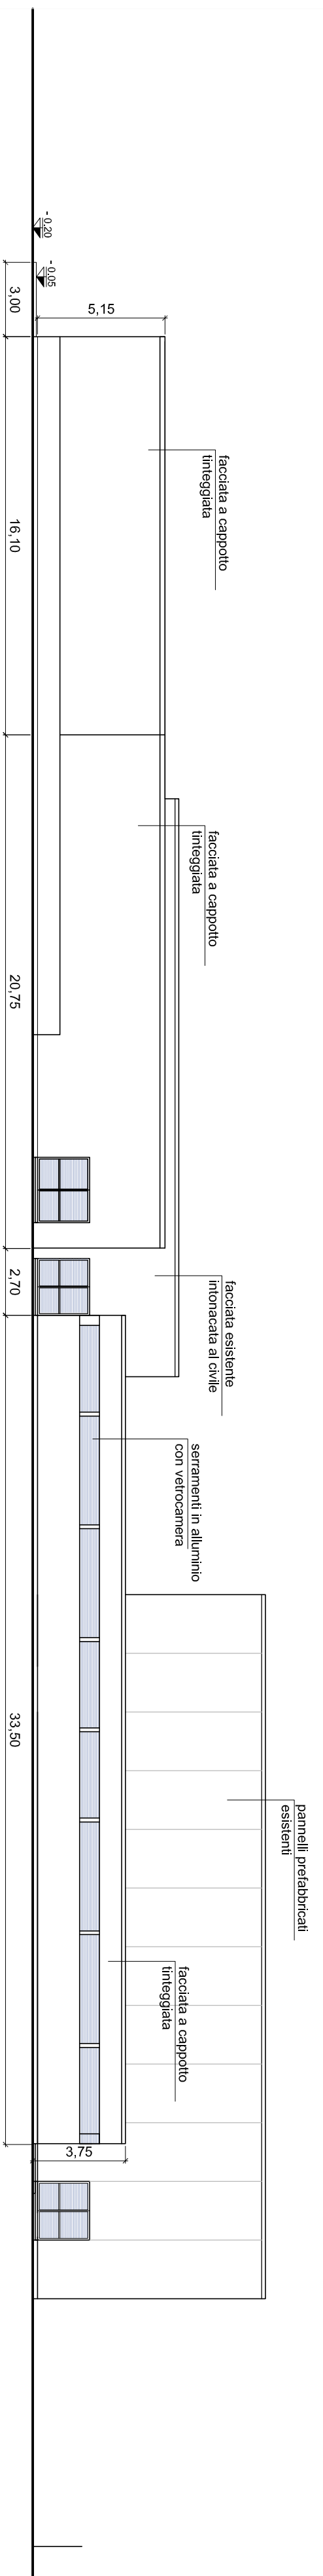 - 0,20
- 0,05
3,00
5,15
facciata a cappotto
tinteggiata
16,10
facciata a cappotto
tinteggiata
20,75
2,70
facciata esistente
intonacata al civile
serramenti in alluminio
con vetrocamera
pannelli prefabbricati
esistenti
33,50
facciata a cappotto
tinteggiata
3,75